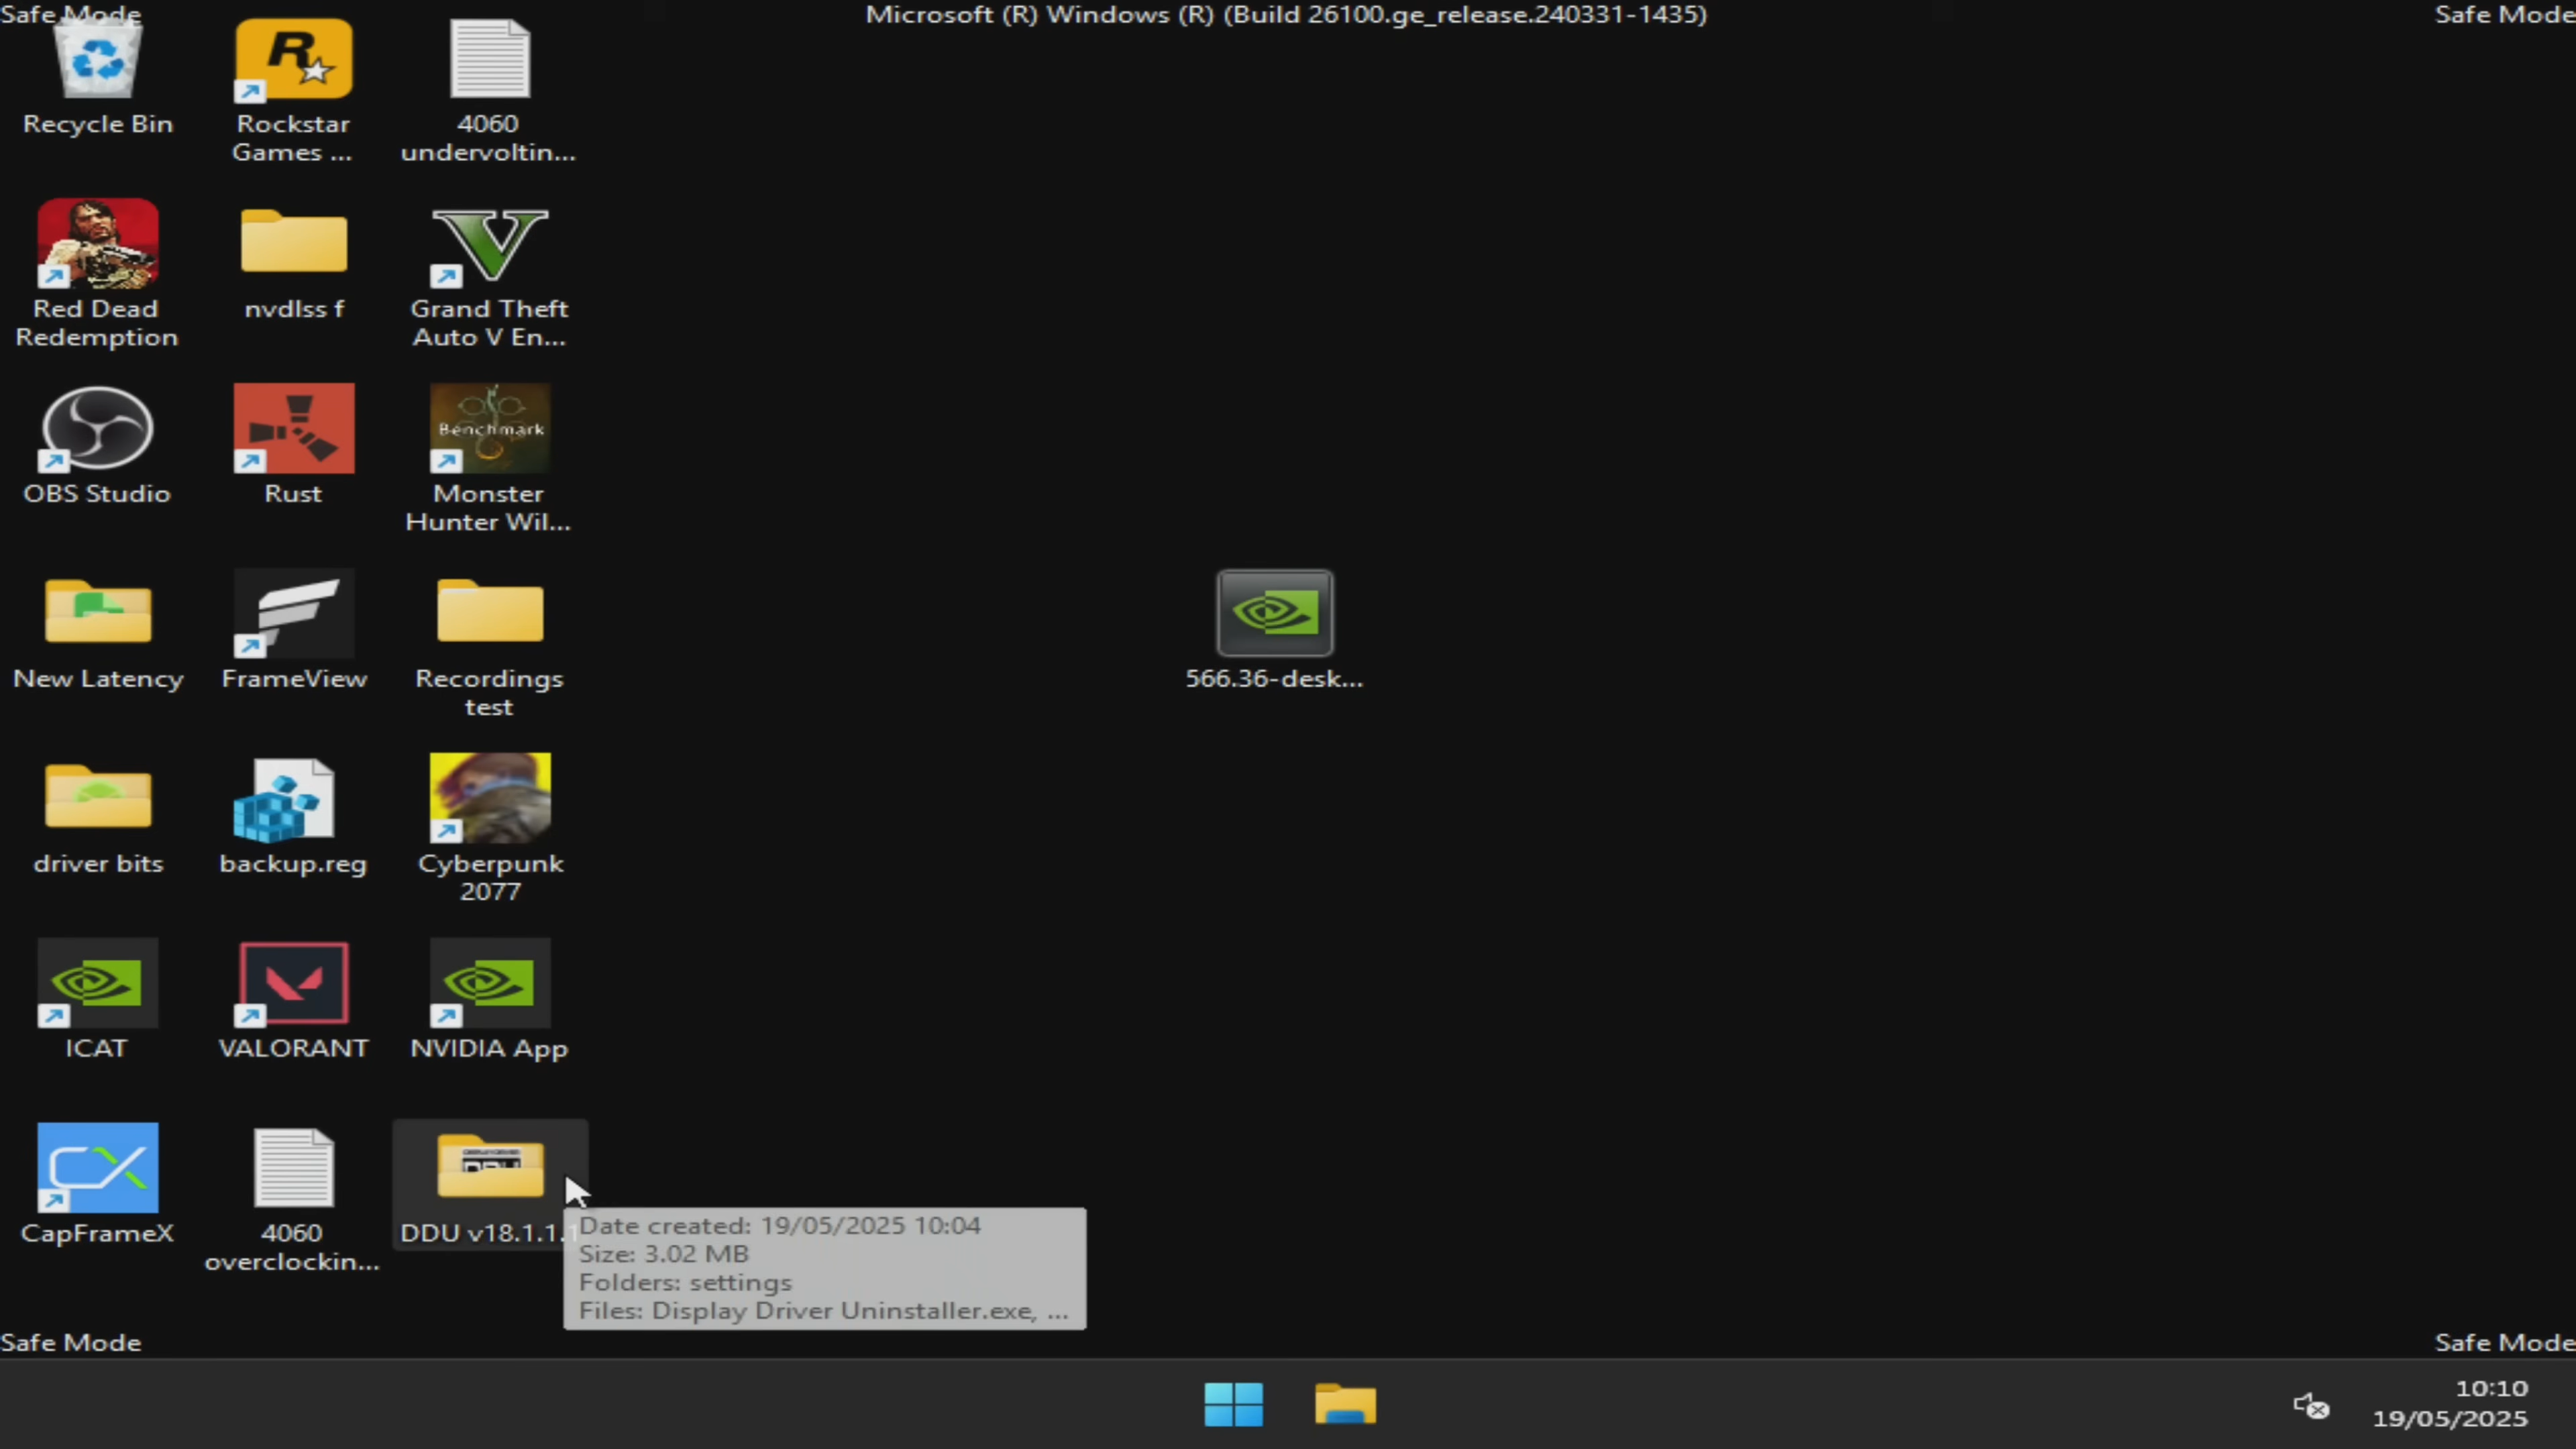 Safe Mode
Microsoft (R) Windows (R) (Build 26100.ge_release.240331-1435)
Safe Mode
Recycle Bin
Rockstar
Games ...
4060
undervoltin...
Red Dead
Redemption
nvdlss f
Grand Theft
Auto V En...
OBS Studio
Rust
Benchmark
Monster
Hunter Wil...
New Latency
FrameView
Recordings
test
566.36-desk...
driver bits
backup.reg
Cyberpunk
2077
ICAT
VALORANT
NVIDIA App
CapFrameX
4060
overclockin...
DDU
DDU v18.1.1.1
Date created: 19/05/2025 10:04
Size: 3.02 MB
Folders: settings
Files: Display Driver Uninstaller.exe, ...
Safe Mode
Safe Mode
10:10
19/05/2025